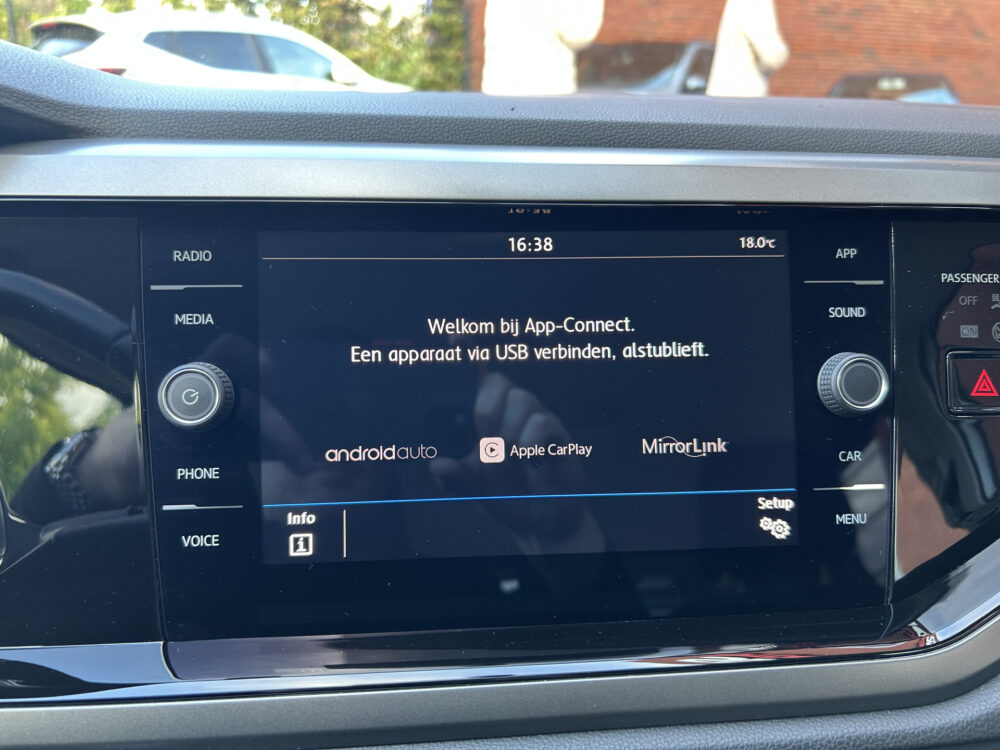 16:38
18.0°C
RADIO
MEDIA
PHONE
VOICE
Welkom bij App-Connect.
Een apparaat via USB verbinden, alstublieft.
androidauto
Apple CarPlay
MirrorLink
Info
Setup
APP
SOUND
CAR
MENU
PASSENGER
OFF
ON